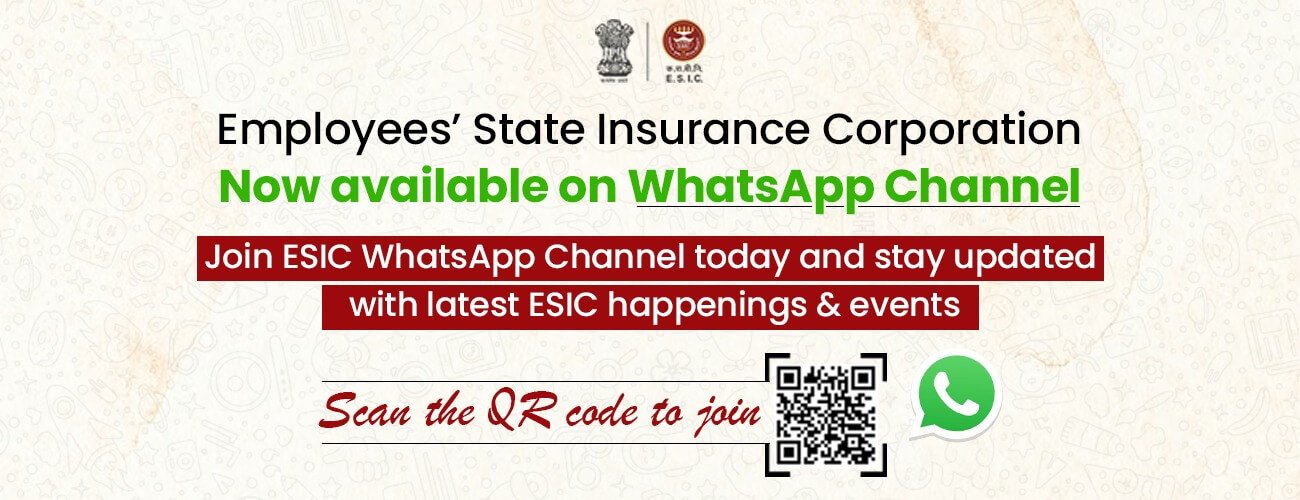 E.S.I.C.
Employees’ State Insurance Corporation
Now available on WhatsApp Channel
Join ESIC WhatsApp Channel today and stay updated
with latest ESIC happenings & events
Scan the QR code to join